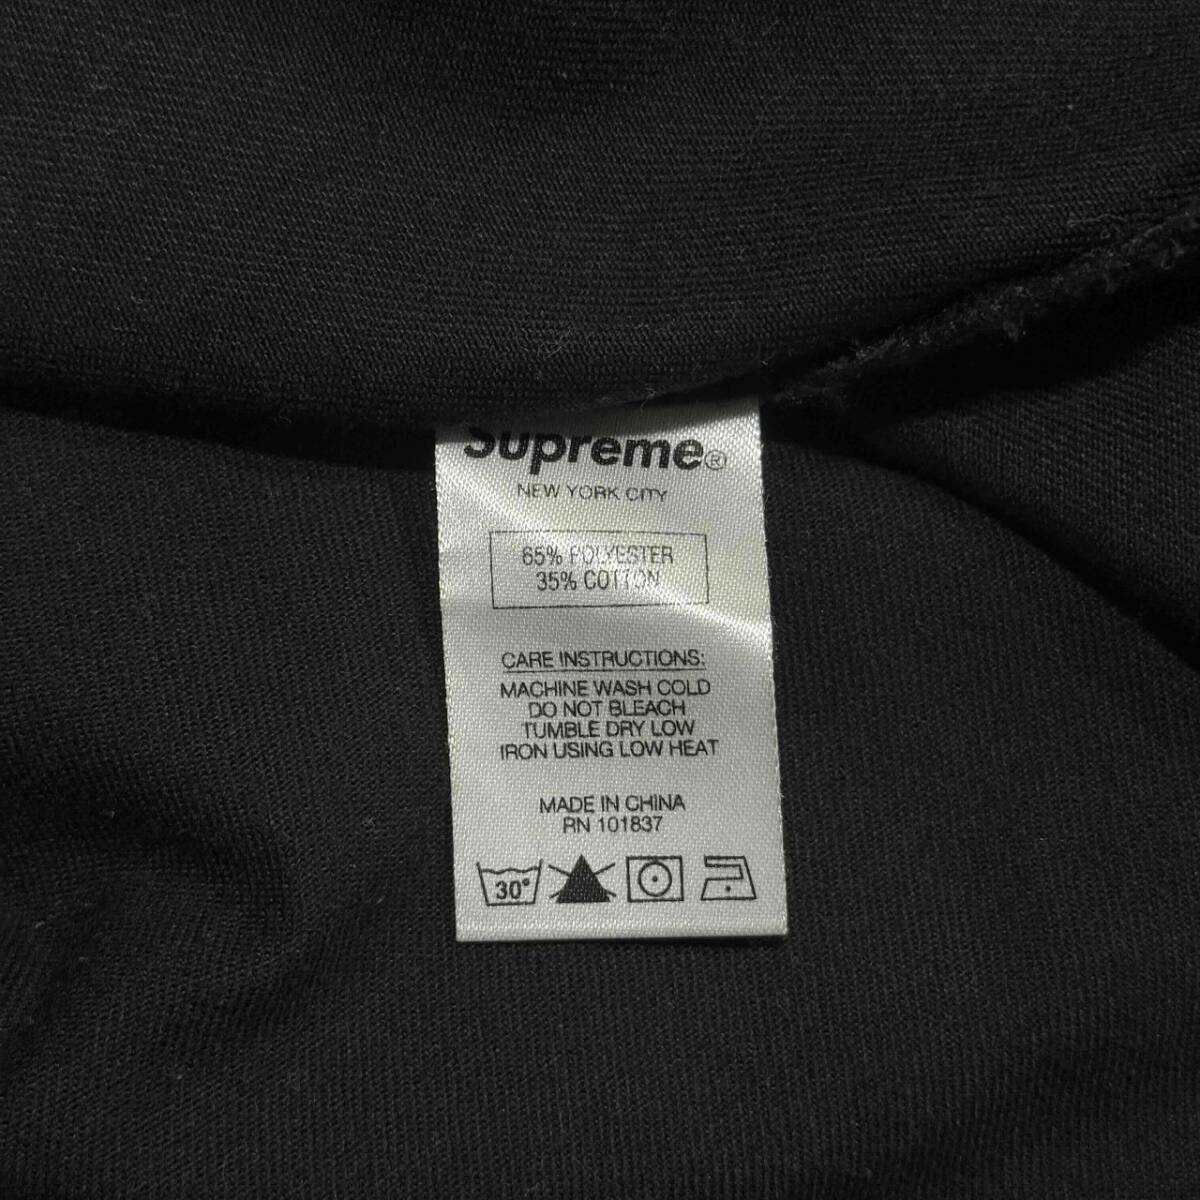 Supreme®
NEW YORK CITY
65% POLYESTER
35% COTTON
CARE INSTRUCTIONS:
MACHINE WASH COLD
DO NOT BLEACH
TUMBLE DRY LOW
IRON USING LOW HEAT
MADE IN CHINA
RN 101837
30°